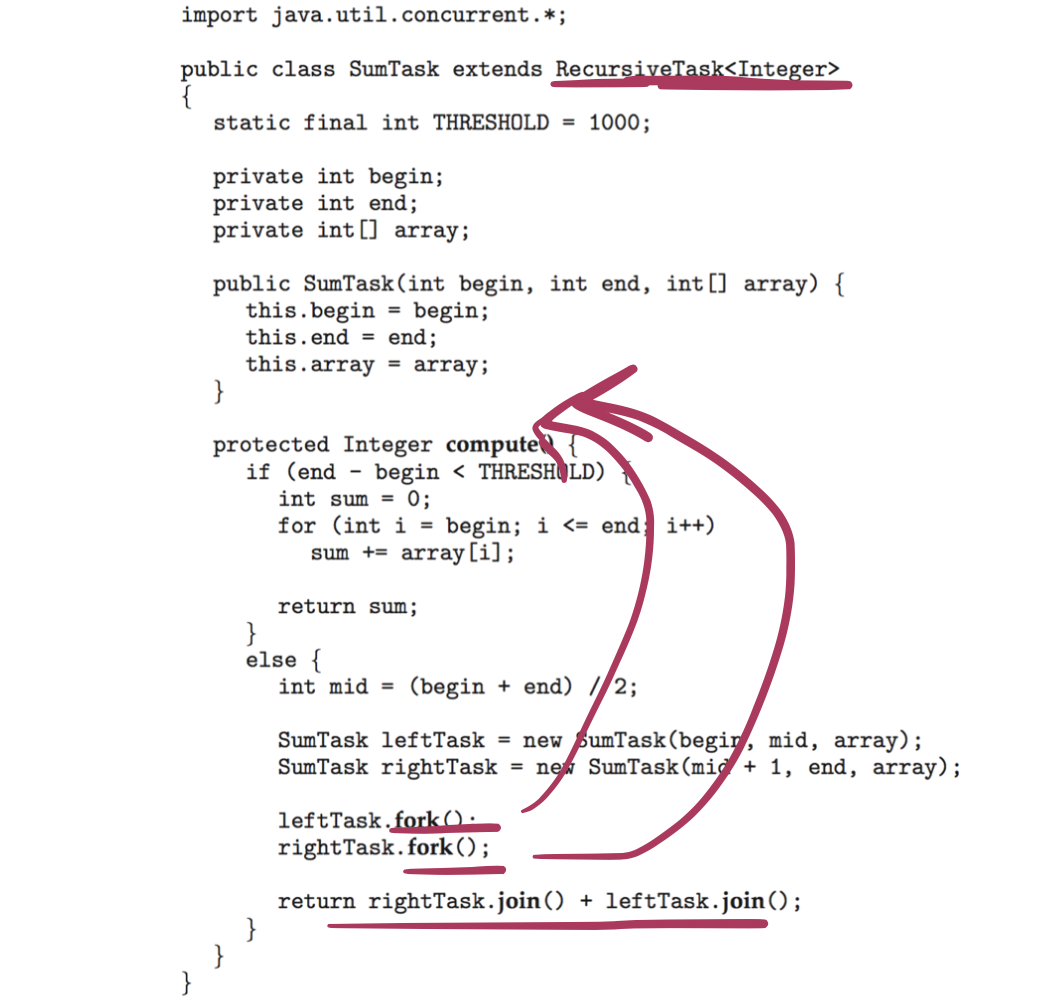 import java.util.concurrent.*;
public class SumTask extends RecursiveTask<Integer>
{
static final int THRESHOLD = 1000;
private int begin;
private int end;
private int[] array;
public SumTask(int begin, int end, int[] array) {
this.begin = begin;
this.end = end;
this.array = array;
}
protected Integer compute() {
if (end - begin < THRESHOLD) {
int sum = 0;
for (int i = begin; i <= end; i++)
sum += array[i];
return sum;
}
else {
int mid = (begin + end) / 2;
SumTask leftTask = new SumTask(begin, mid, array);
SumTask rightTask = new SumTask(mid + 1, end, array);
leftTask.fork();
rightTask.fork();
return rightTask.join() + leftTask.join();
}
}
}